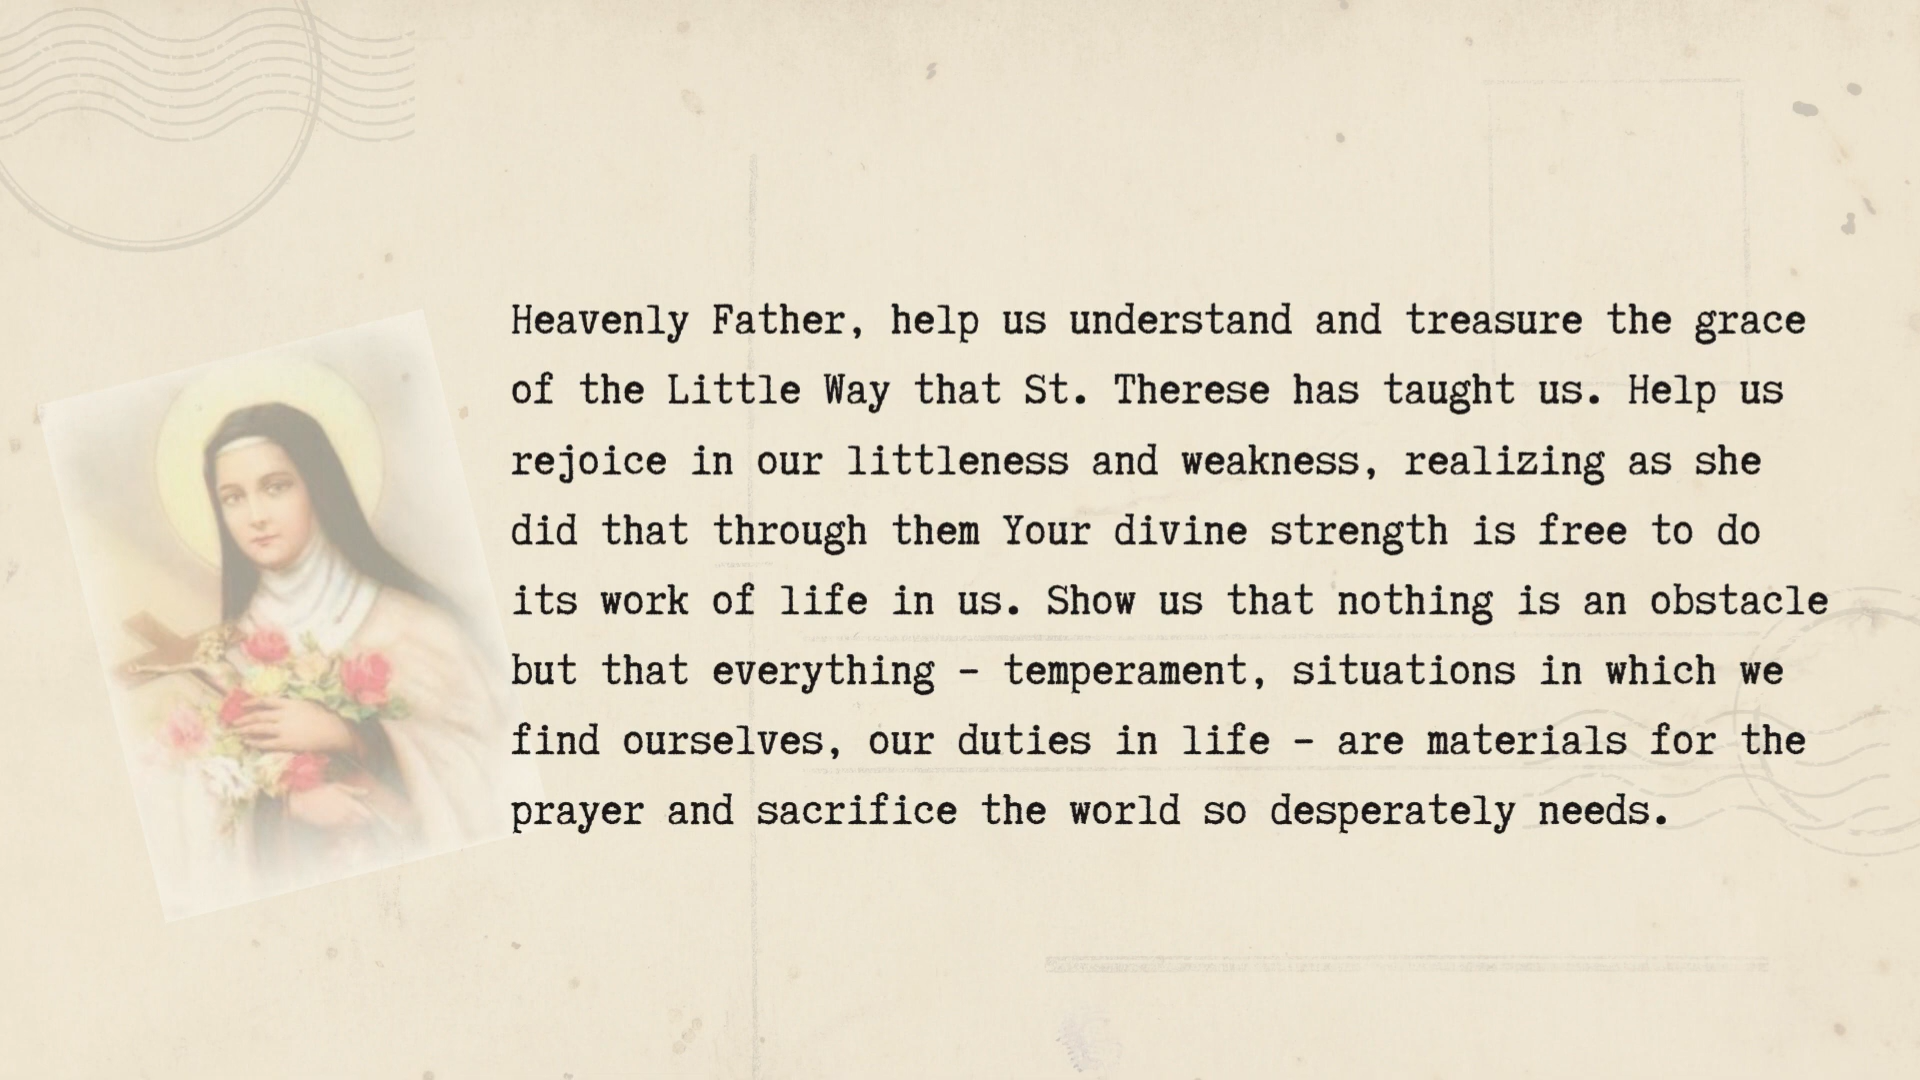 Heavenly Father, help us understand and treasure the grace
of the Little Way that St. Therese has taught us. Help us
rejoice in our littleness and weakness, realizing as she
did that through them Your divine strength is free to do
its work of life in us. Show us that nothing is an obstacle
but that everything – temperament, situations in which we
find ourselves, our duties in life – are materials for the
prayer and sacrifice the world so desperately needs.